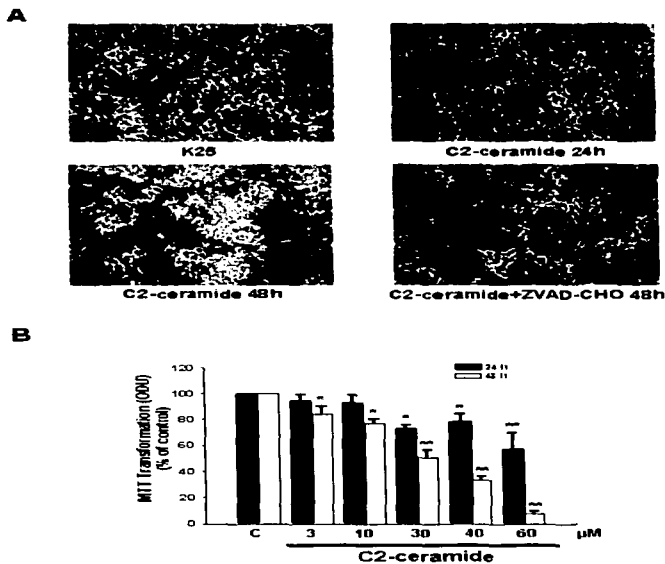 A
K25
C2-ceramide 24h
C2-ceramide 48h
C2-ceramide+ZVAD-CHO 48h
B
MTT Transformation (ODU)
(% of control)
120
100
80
60
40
20
0
24 h
48 h
C 3 10 30 40 60 µM
C2-ceramide